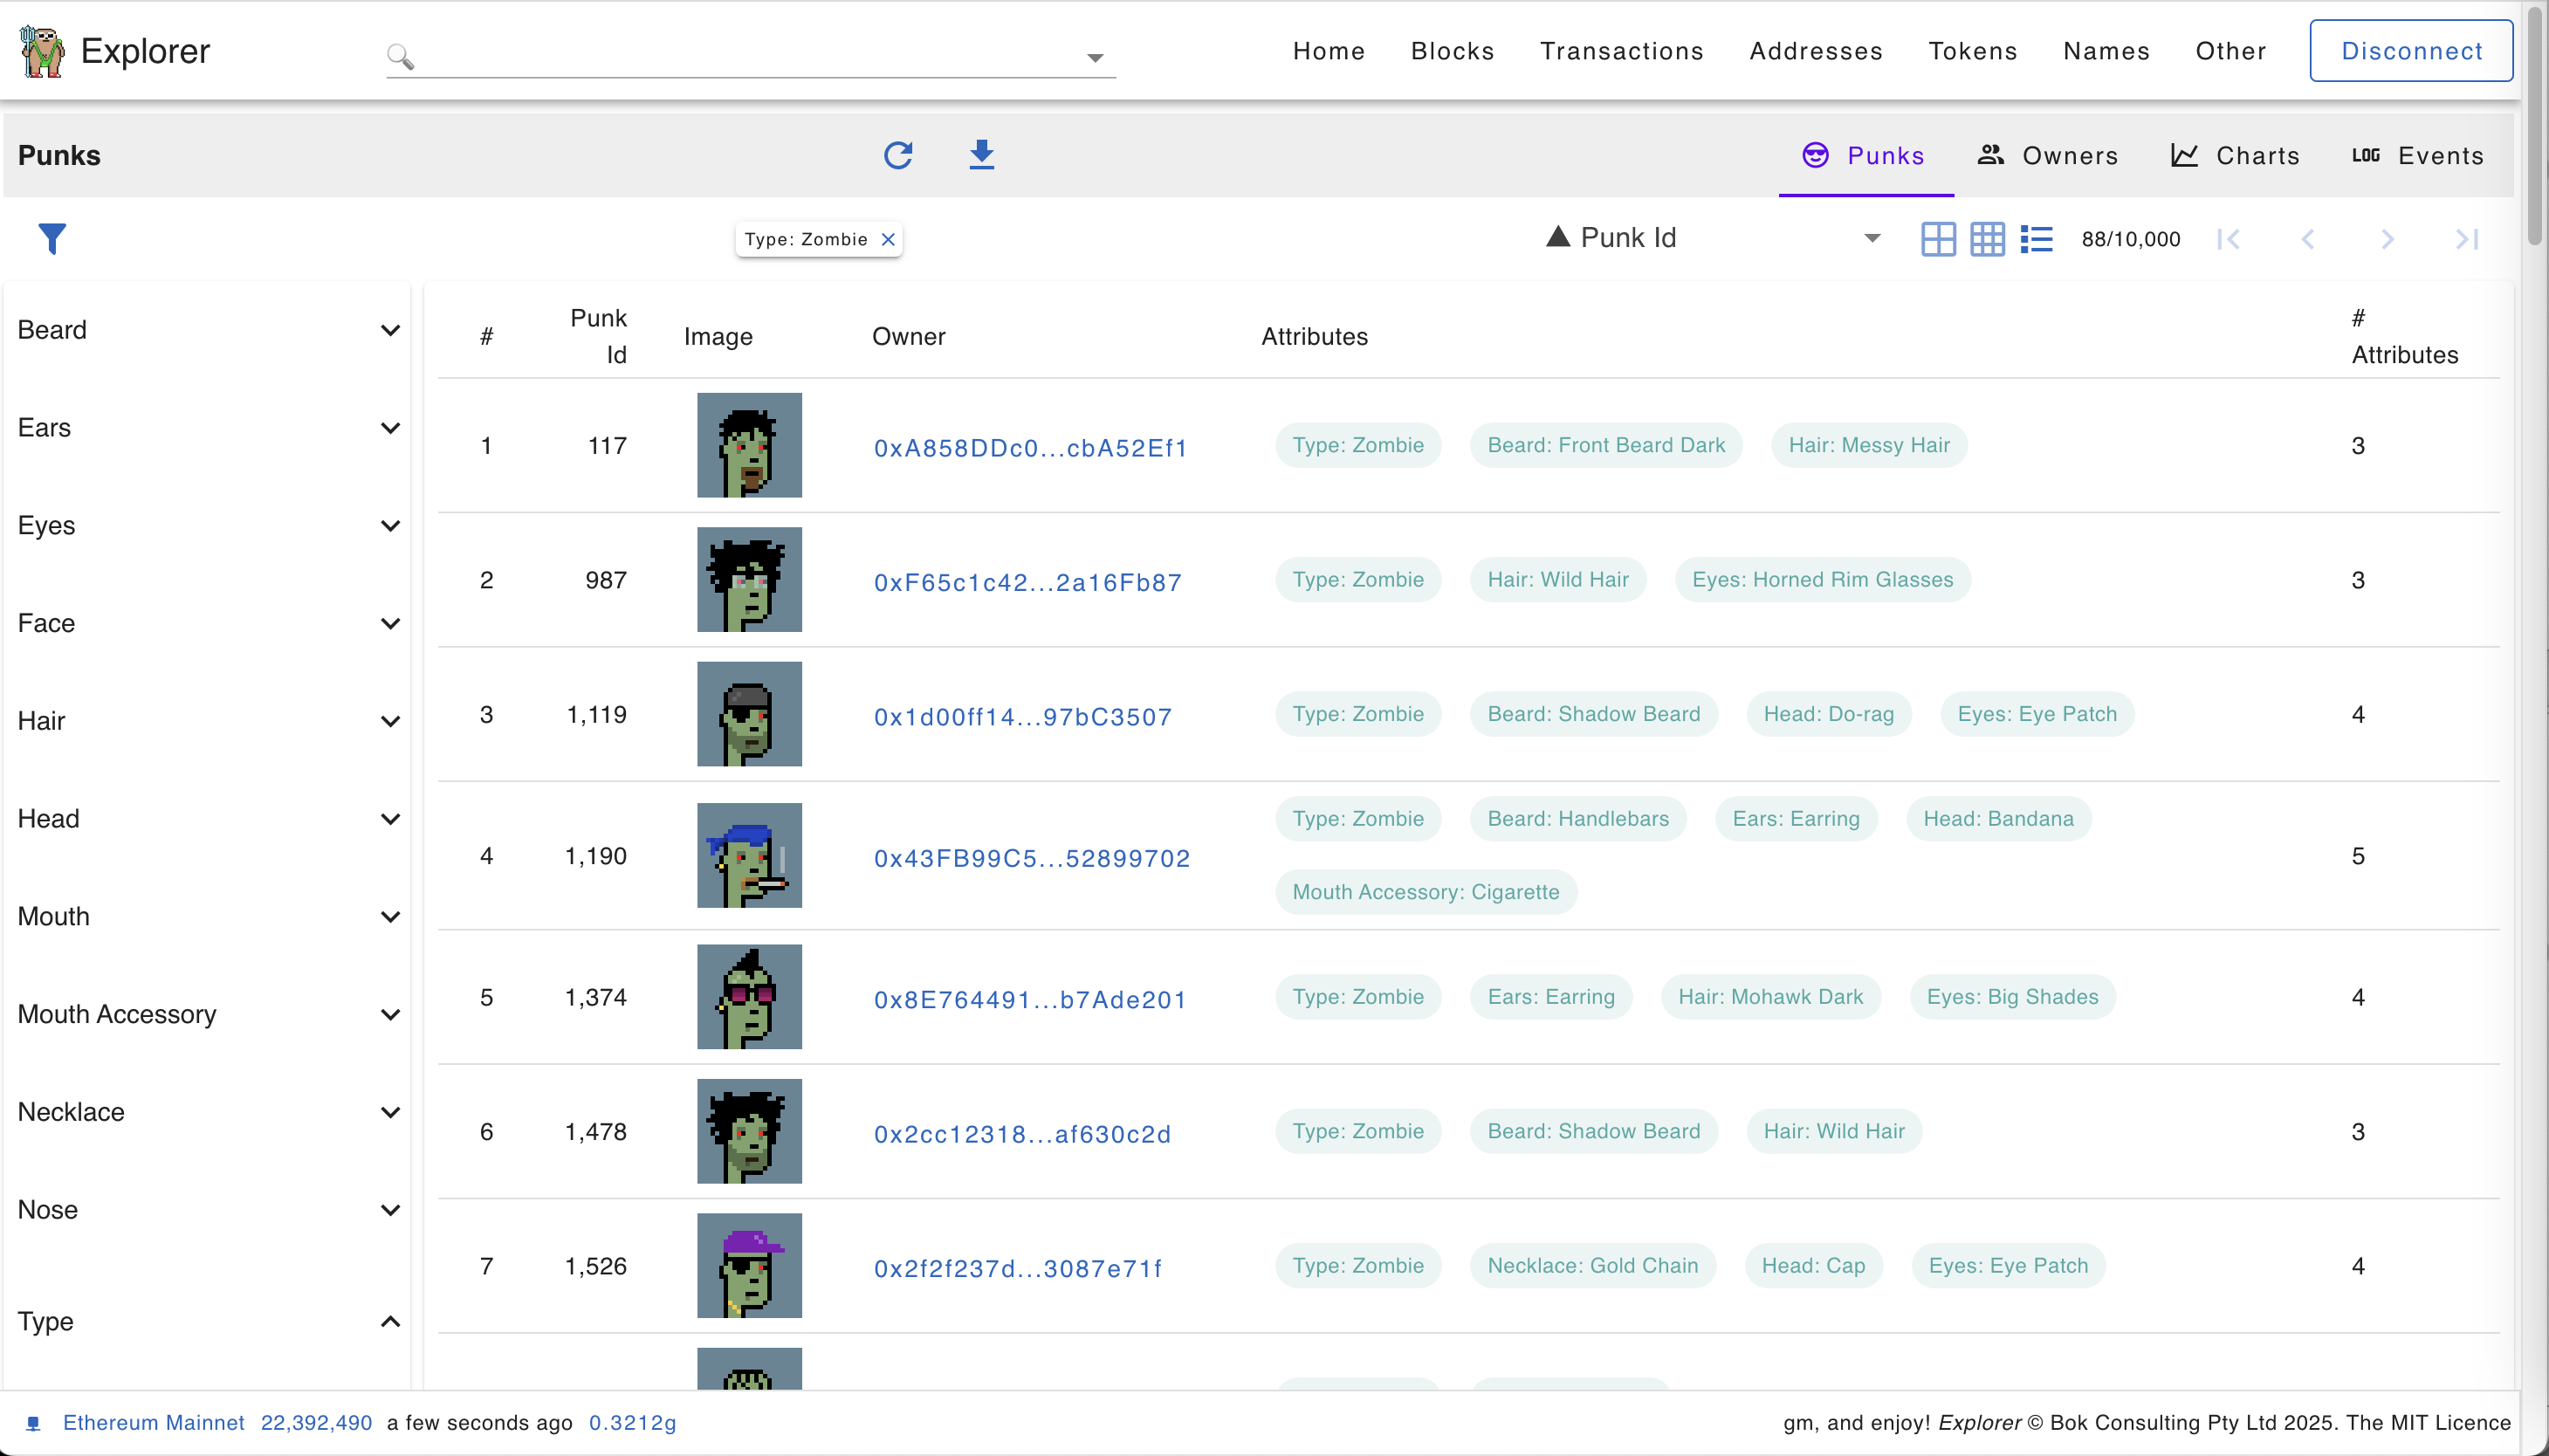 Explorer
Home Blocks Transactions Addresses Tokens Names Other Disconnect
Punks
Punks Owners Charts LOG Events
Type: Zombie
Punk Id
88/10,000
Beard
Ears
Eyes
Face
Hair
Head
Mouth
Mouth Accessory
Necklace
Nose
Type
# Punk Id Image Owner Attributes # Attributes
1 117 0xA858DDc0...cbA52Ef1 Type: Zombie Beard: Front Beard Dark Hair: Messy Hair 3
2 987 0xF65c1c42...2a16Fb87 Type: Zombie Hair: Wild Hair Eyes: Horned Rim Glasses 3
3 1,119 0x1d00ff14...97bC3507 Type: Zombie Beard: Shadow Beard Head: Do-rag Eyes: Eye Patch 4
4 1,190 0x43FB99C5...52899702 Type: Zombie Beard: Handlebars Ears: Earring Head: Bandana 5
Mouth Accessory: Cigarette
5 1,374 0x8E764491...b7Ade201 Type: Zombie Ears: Earring Hair: Mohawk Dark Eyes: Big Shades 4
6 1,478 0x2cc12318...af630c2d Type: Zombie Beard: Shadow Beard Hair: Wild Hair 3
7 1,526 0x2f2f237d...3087e71f Type: Zombie Necklace: Gold Chain Head: Cap Eyes: Eye Patch 4
Ethereum Mainnet 22,392,490 a few seconds ago 0.3212g
gm, and enjoy! Explorer © Bok Consulting Pty Ltd 2025. The MIT Licence